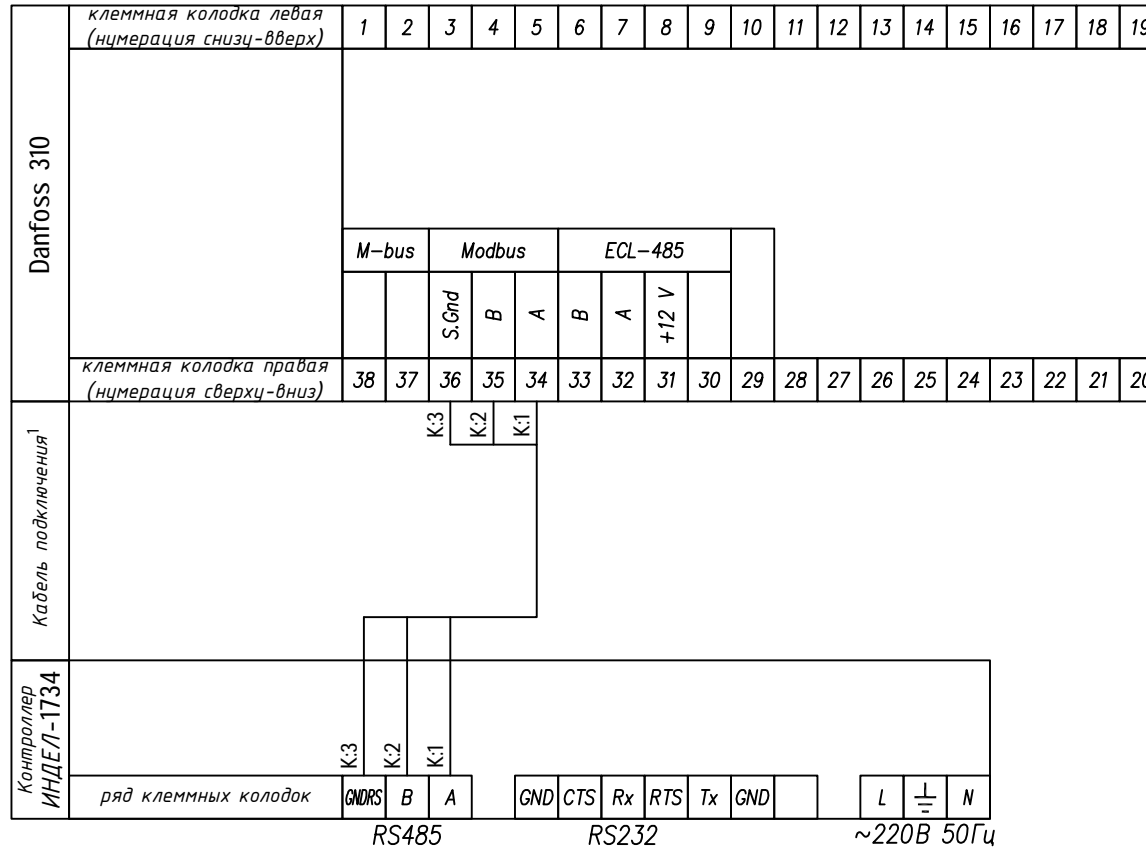 клеммная колодка левая
(нумерация снизу-вверх)
1 2 3 4 5 6 7 8 9 10 11 12 13 14 15 16 17 18 19
Danfoss 310
M-bus Modbus ECL-485
S.Gnd B A B A +12 V
клеммная колодка правая
(нумерация сверху-вниз)
38 37 36 35 34 33 32 31 30 29 28 27 26 25 24 23 22 21 20
Кабель подключения¹
K:3 K:2 K:1
Контроллер
ИНДЕЛ-1734
K:3 K:2 K:1
ряд клеммных колодок
GNDRS B A GND CTS Rx RTS Tx GND L N
RS485 RS232 ~220В 50Гц